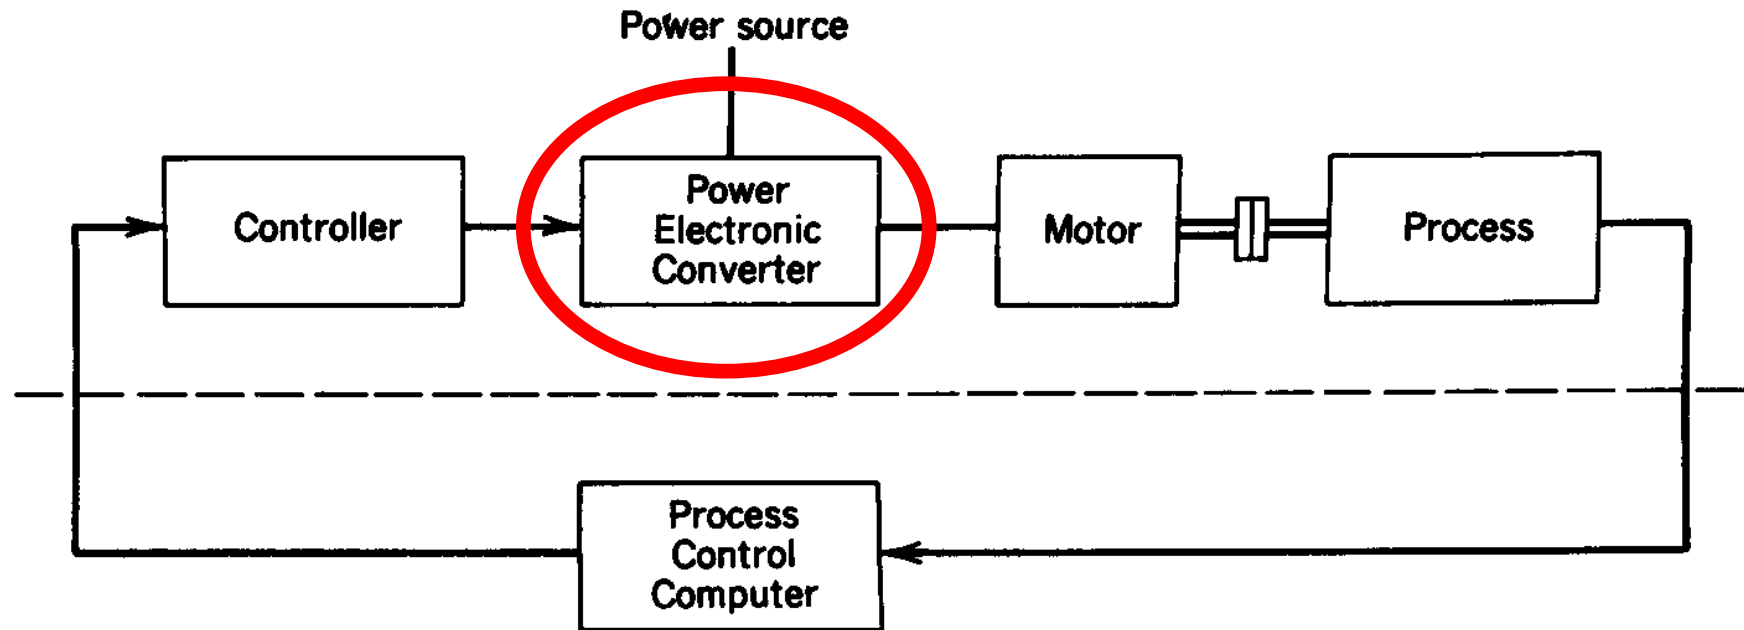 Power source
Controller
Power
Electronic
Converter
Motor
Process
Process
Control
Computer